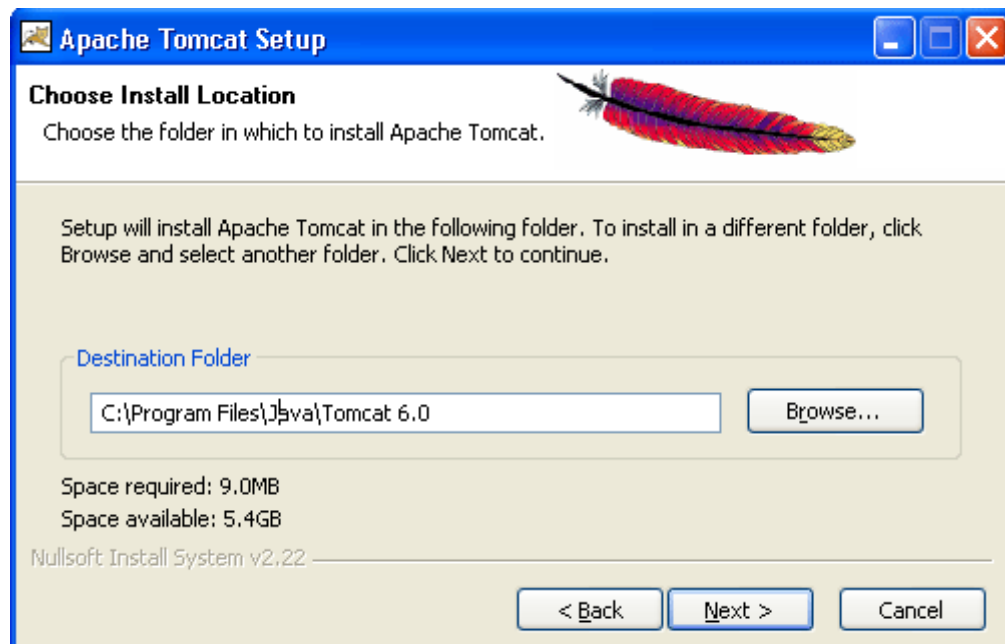 Apache Tomcat Setup
Choose Install Location
Choose the folder in which to install Apache Tomcat.
Setup will install Apache Tomcat in the following folder. To install in a different folder, click
Browse and select another folder. Click Next to continue.
Destination Folder
C:\Program Files\Java\Tomcat 6.0
Browse...
Space required: 9.0MB
Space available: 5.4GB
Nullsoft Install System v2.22
< Back
Next >
Cancel